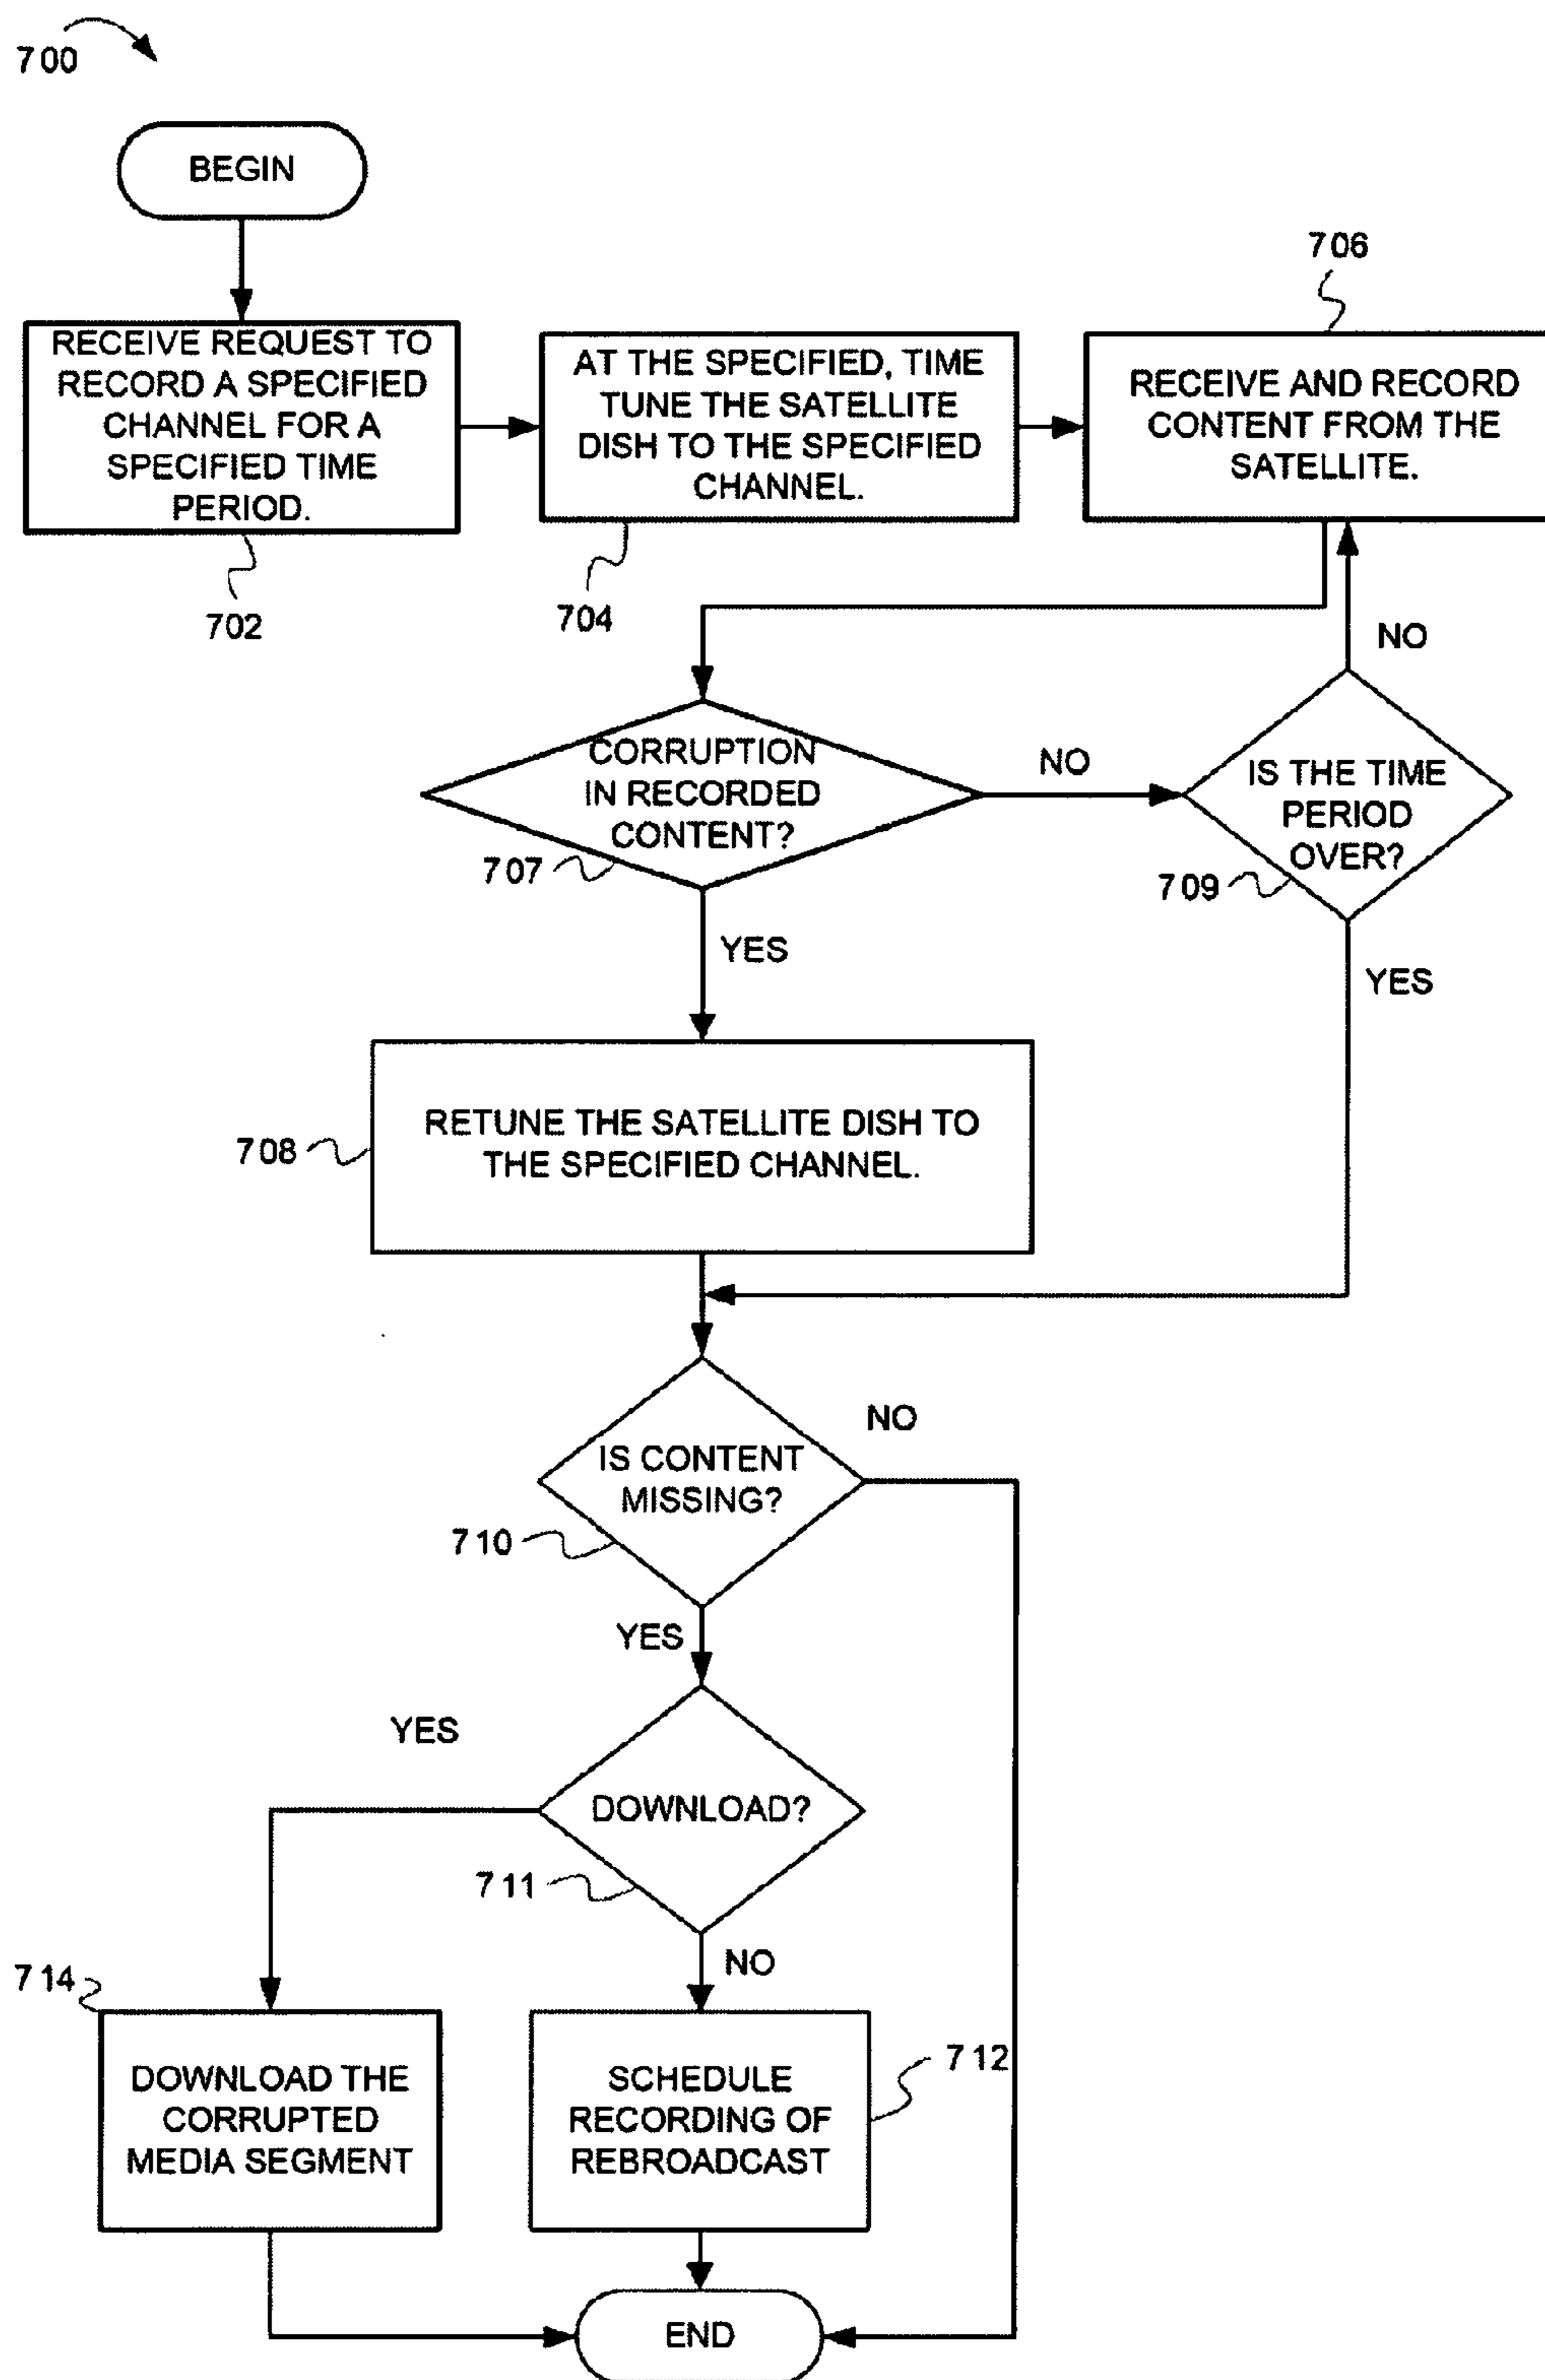 700
BEGIN
706
RECEIVE REQUEST TO
RECORD A SPECIFIED
CHANNEL FOR A
SPECIFIED TIME
PERIOD.
702
AT THE SPECIFIED, TIME
TUNE THE SATELLITE
DISH TO THE SPECIFIED
CHANNEL.
704
RECEIVE AND RECORD
CONTENT FROM THE
SATELLITE.
NO
CORRUPTION
IN RECORDED
CONTENT?
707
NO
IS THE TIME
PERIOD
OVER?
709
YES
YES
RETUNE THE SATELLITE DISH TO
THE SPECIFIED CHANNEL.
708
IS CONTENT
MISSING?
710
NO
YES
YES
DOWNLOAD?
711
NO
714
DOWNLOAD THE
CORRUPTED
MEDIA SEGMENT
SCHEDULE
RECORDING OF
REBROADCAST
712
END